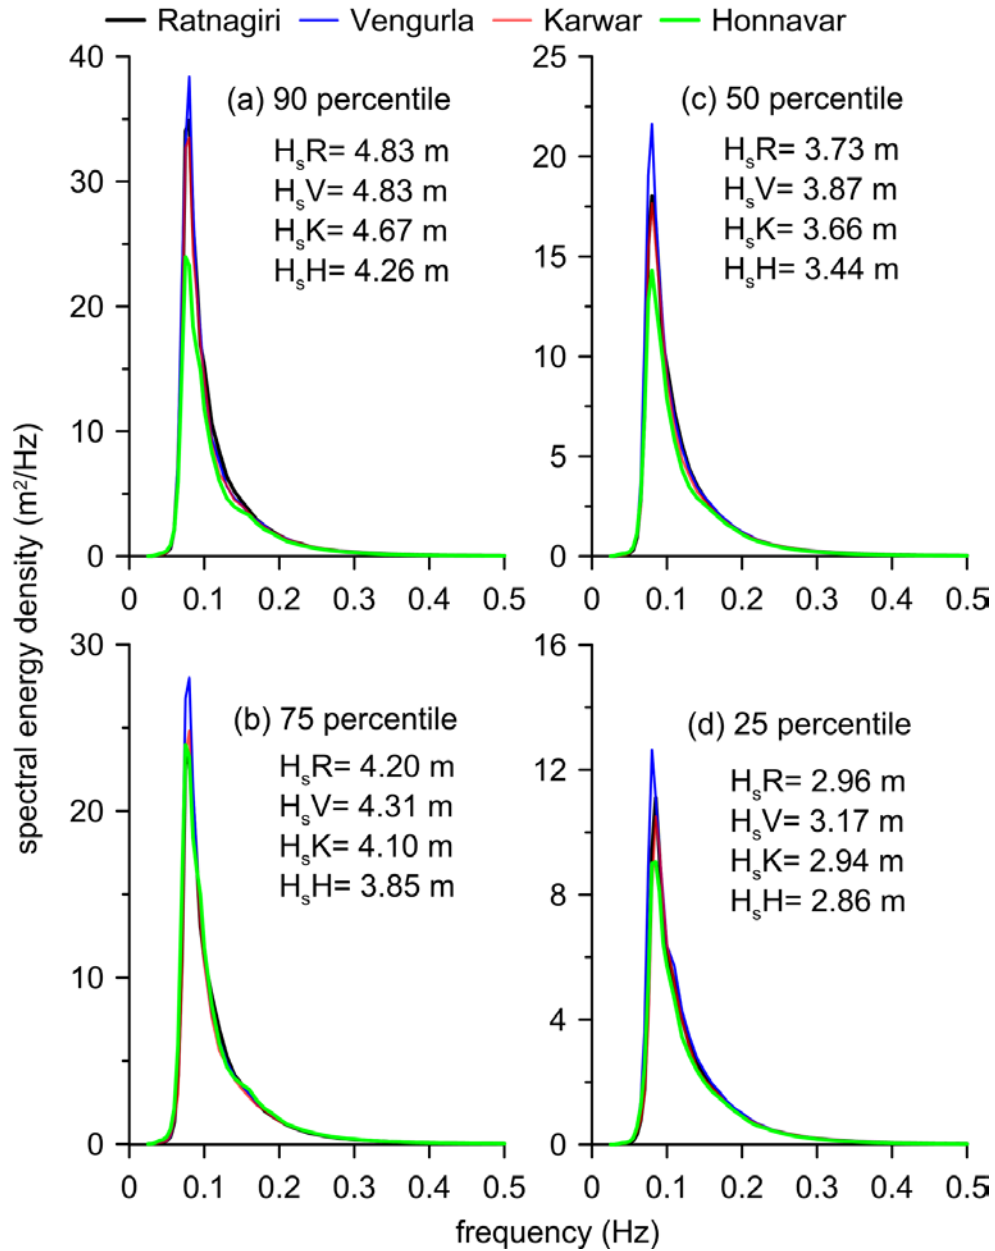 Ratnagiri Vengurla Karwar Honnavar
spectral energy density (m²/Hz)
(a) 90 percentile
HₛR= 4.83 m
HₛV= 4.83 m
HₛK= 4.67 m
HₛH= 4.26 m
40
30
20
10
0
0 0.1 0.2 0.3 0.4 0.5
(c) 50 percentile
HₛR= 3.73 m
HₛV= 3.87 m
HₛK= 3.66 m
HₛH= 3.44 m
25
20
15
10
5
0
0 0.1 0.2 0.3 0.4 0.5
(b) 75 percentile
HₛR= 4.20 m
HₛV= 4.31 m
HₛK= 4.10 m
HₛH= 3.85 m
30
20
10
0
0 0.1 0.2 0.3 0.4 0.5
(d) 25 percentile
HₛR= 2.96 m
HₛV= 3.17 m
HₛK= 2.94 m
HₛH= 2.86 m
16
12
8
4
0
0 0.1 0.2 0.3 0.4 0.5
frequency (Hz)